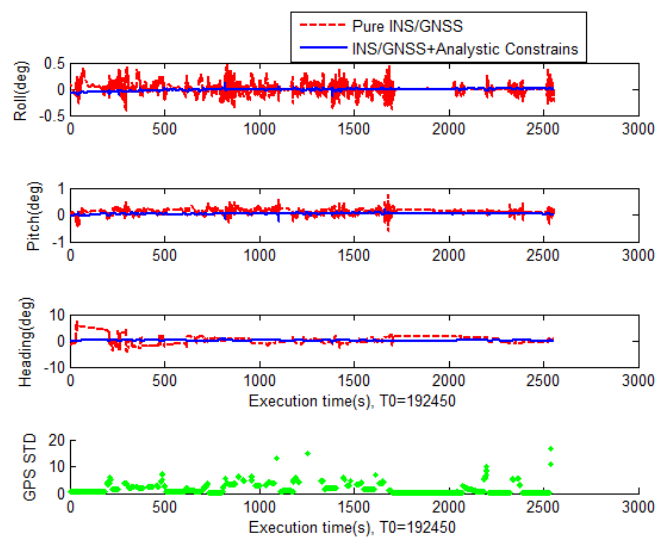 Pure INS/GNSS
INS/GNSS+Analystic Constrains
Roll(deg)
0.5
0
-0.5
0 500 1000 1500 2000 2500 3000
Pitch(deg)
1
0
-1
0 500 1000 1500 2000 2500 3000
Heading(deg)
10
0
-10
0 500 1000 1500 2000 2500 3000
Execution time(s), T0=192450
GPS STD
20
10
0
0 500 1000 1500 2000 2500 3000
Execution time(s), T0=192450